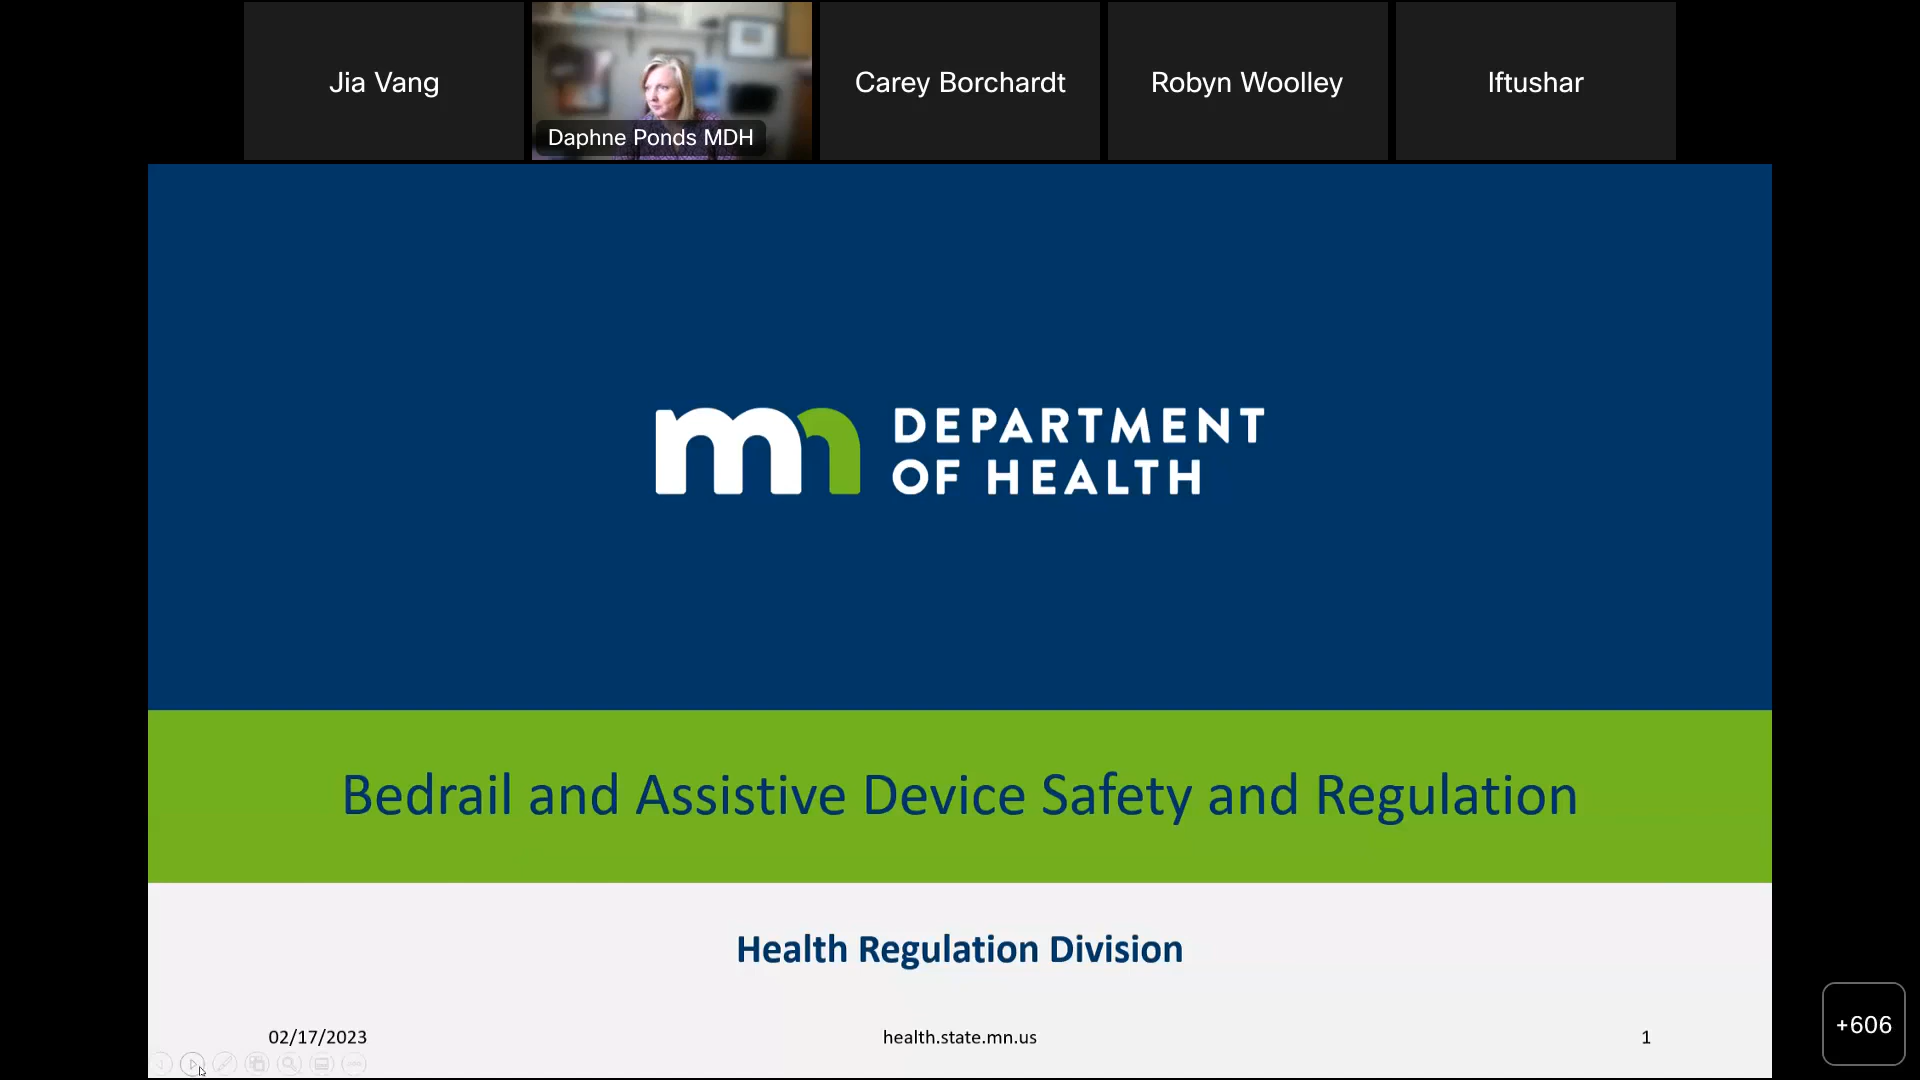 Jia Vang
Daphne Ponds MDH
Carey Borchardt
Robyn Woolley
Iftushar
mn DEPARTMENT
OF HEALTH
Bedrail and Assistive Device Safety and Regulation
Health Regulation Division
02/17/2023
health.state.mn.us
1
+606